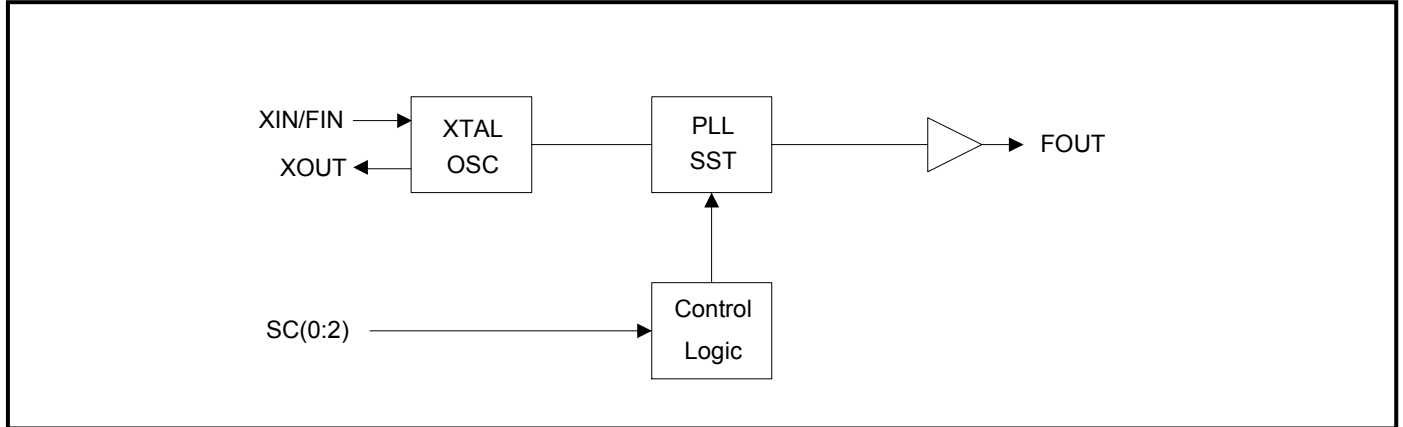 XIN/FIN
XOUT
XTAL
OSC
PLL
SST
FOUT
SC(0:2)
Control
Logic